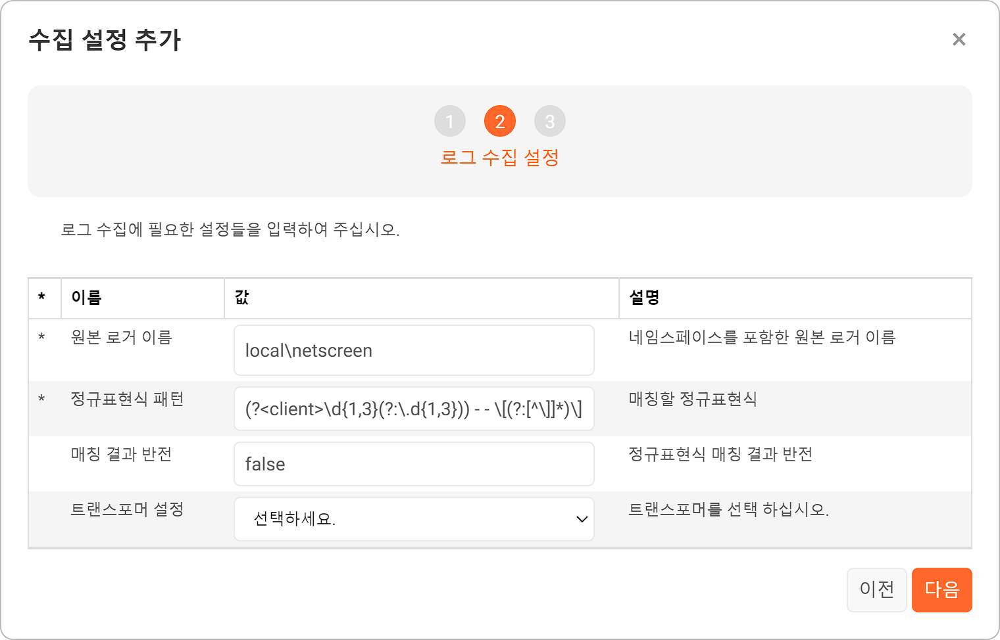 수집 설정 추가
×
1 2 3
로그 수집 설정
로그 수집에 필요한 설정들을 입력하여 주십시오.
* 이름 값 설명
* 원본 로거 이름 local\netscreen 네임스페이스를 포함한 원본 로거 이름
* 정규표현식 패턴 (?<client>\d{1,3}(?:\.d{1,3})) - - \[(?:[^\]]*)\] 매칭할 정규표현식
매칭 결과 반전 false 정규표현식 매칭 결과 반전
트랜스포머 설정 선택하세요. 트랜스포머를 선택 하십시오.
이전 다음